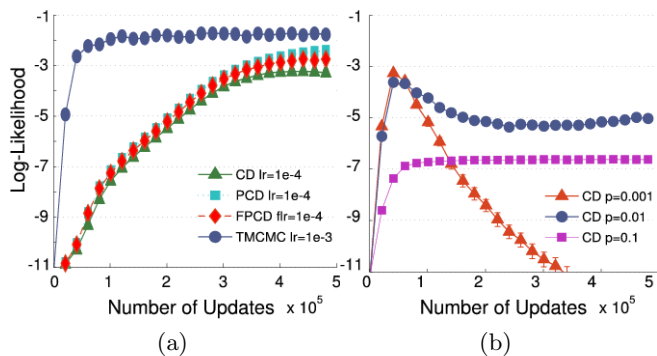 Log-Likelihood
-1
-3
-5
-7
-9
-11
CD lr=1e-4
PCD lr=1e-4
FPCD flr=1e-4
TMCMC lr=1e-3
0 1 2 3 4 5
Number of Updates × 10^5
(a)
-1
-3
-5
-7
-9
-11
CD p=0.001
CD p=0.01
CD p=0.1
0 1 2 3 4 5
Number of Updates × 10^5
(b)